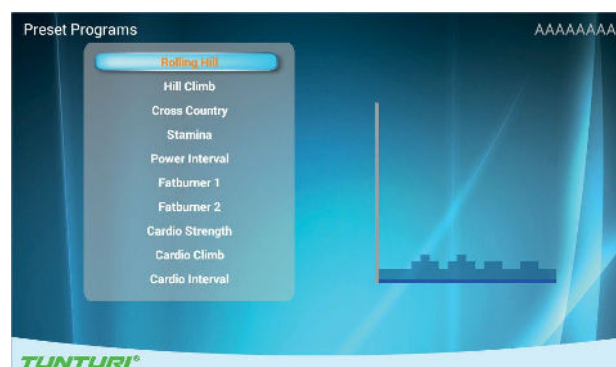 Preset Programs
AAAAAAAA
Rolling Hill
Hill Climb
Cross Country
Stamina
Power Interval
Fatburner 1
Fatburner 2
Cardio Strength
Cardio Climb
Cardio Interval
TUNTURI®